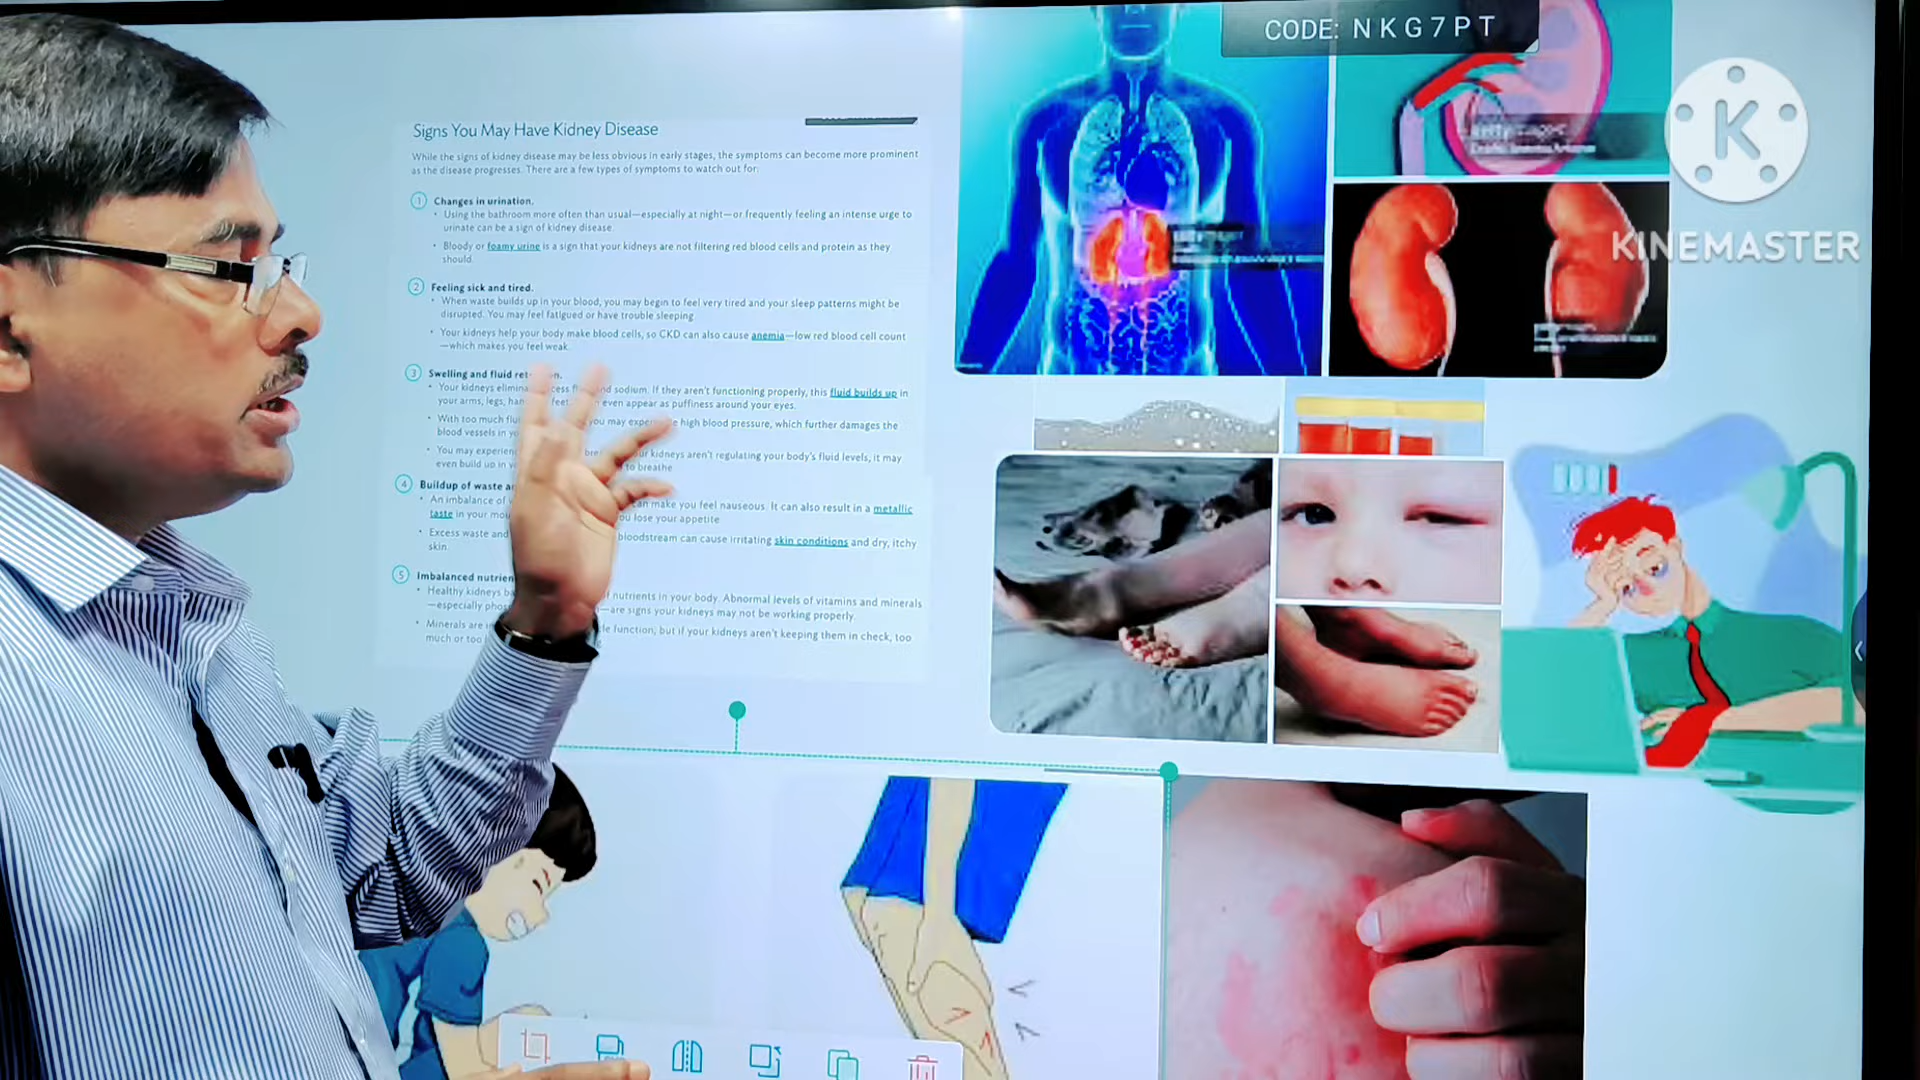 CODE: NKG7PT
K
KINEMASTER
Signs You May Have Kidney Disease
While the signs of kidney disease may be less obvious in early stages, the symptoms can become more prominent
as the disease progresses. There are a few types of symptoms to watch out for:
1 Changes in urination.
• Using the bathroom more often than usual—especially at night—or frequently feeling an intense urge to
urinate can be a sign of kidney disease.
• Bloody or foamy urine is a sign that your kidneys are not filtering red blood cells and protein as they
should.
2 Feeling sick and tired.
• When waste builds up in your blood, you may begin to feel very tired and your sleep patterns might be
disrupted. You may feel fatigued or have trouble sleeping.
• Your kidneys help your body make blood cells, so CKD can also cause anemia—low red blood cell count
—which makes you feel weak.
3 Swelling and fluid
• Your kidneys and sodium. If they aren't functioning properly, this fluid builds up in
your arms, legs, feet. even appear as puffiness around your eyes.
• With too much you may high blood pressure, which further damages the
blood vessels in
• You may kidneys aren't regulating your body's fluid levels, it may
even build up in to breathe
4 Buildup of waste
• An imbalance of can make you feel nauseous. It can also result in a metallic
taste in your you lose your appetite
• Excess waste and bloodstream can cause irritating skin conditions and dry, itchy
skin.
5 Imbalanced
• Healthy kidneys nutrients in your body. Abnormal levels of vitamins and minerals
—especially —are signs your kidneys may not be working properly.
• Minerals are function, but if your kidneys aren't keeping them in check, too
much or too